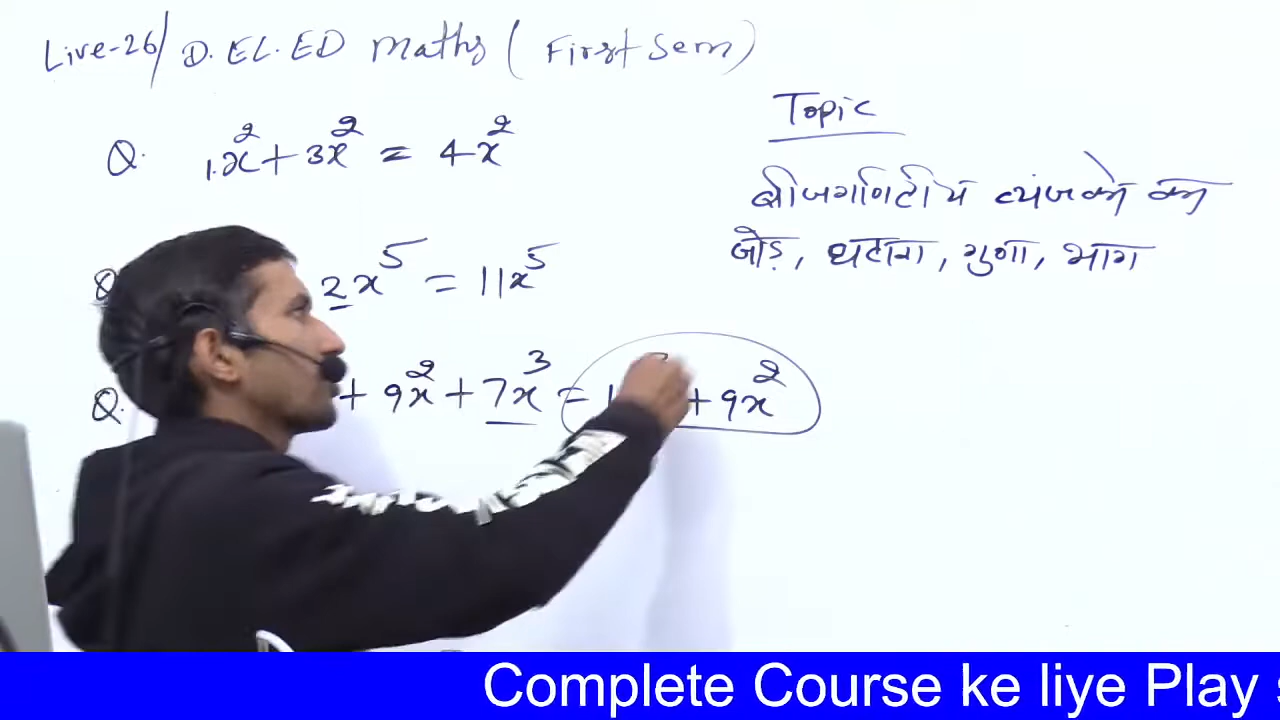 Live-26/ D.EL.ED Maths ( First Sem )
Q. 1.x² + 3x² = 4x²
Topic
बीजगणितीय व्यंजको का
जोड़, घटाना, गुणा, भाग
2x⁵ = 11x⁵
Q. + 9x² + 7x³ = + 9x²
Complete Course ke liye Play